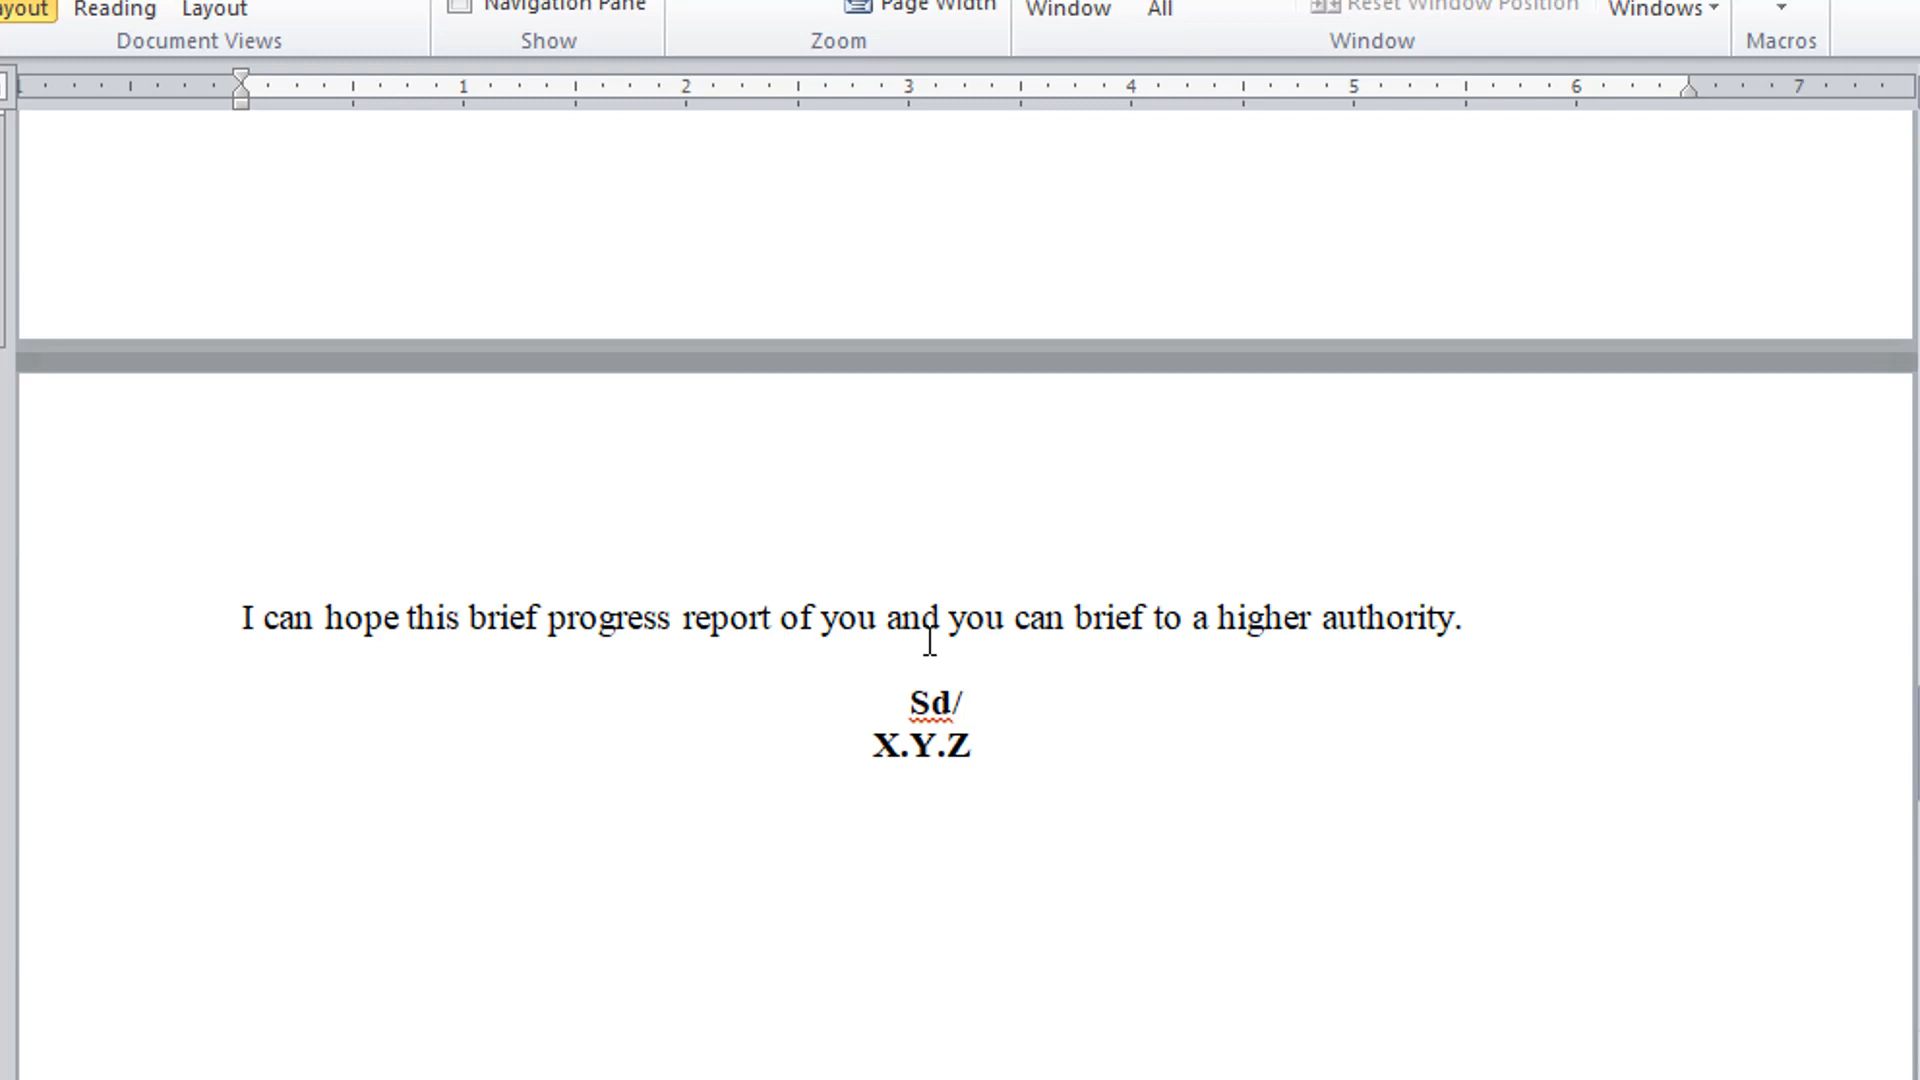 ayout Reading Layout Navigation Pane Page Width Window All Reset Window Position Windows
Document Views Show Zoom Window Macros
1 1 2 3 4 5 6 7
I can hope this brief progress report of you and you can brief to a higher authority.
Sd/
X.Y.Z